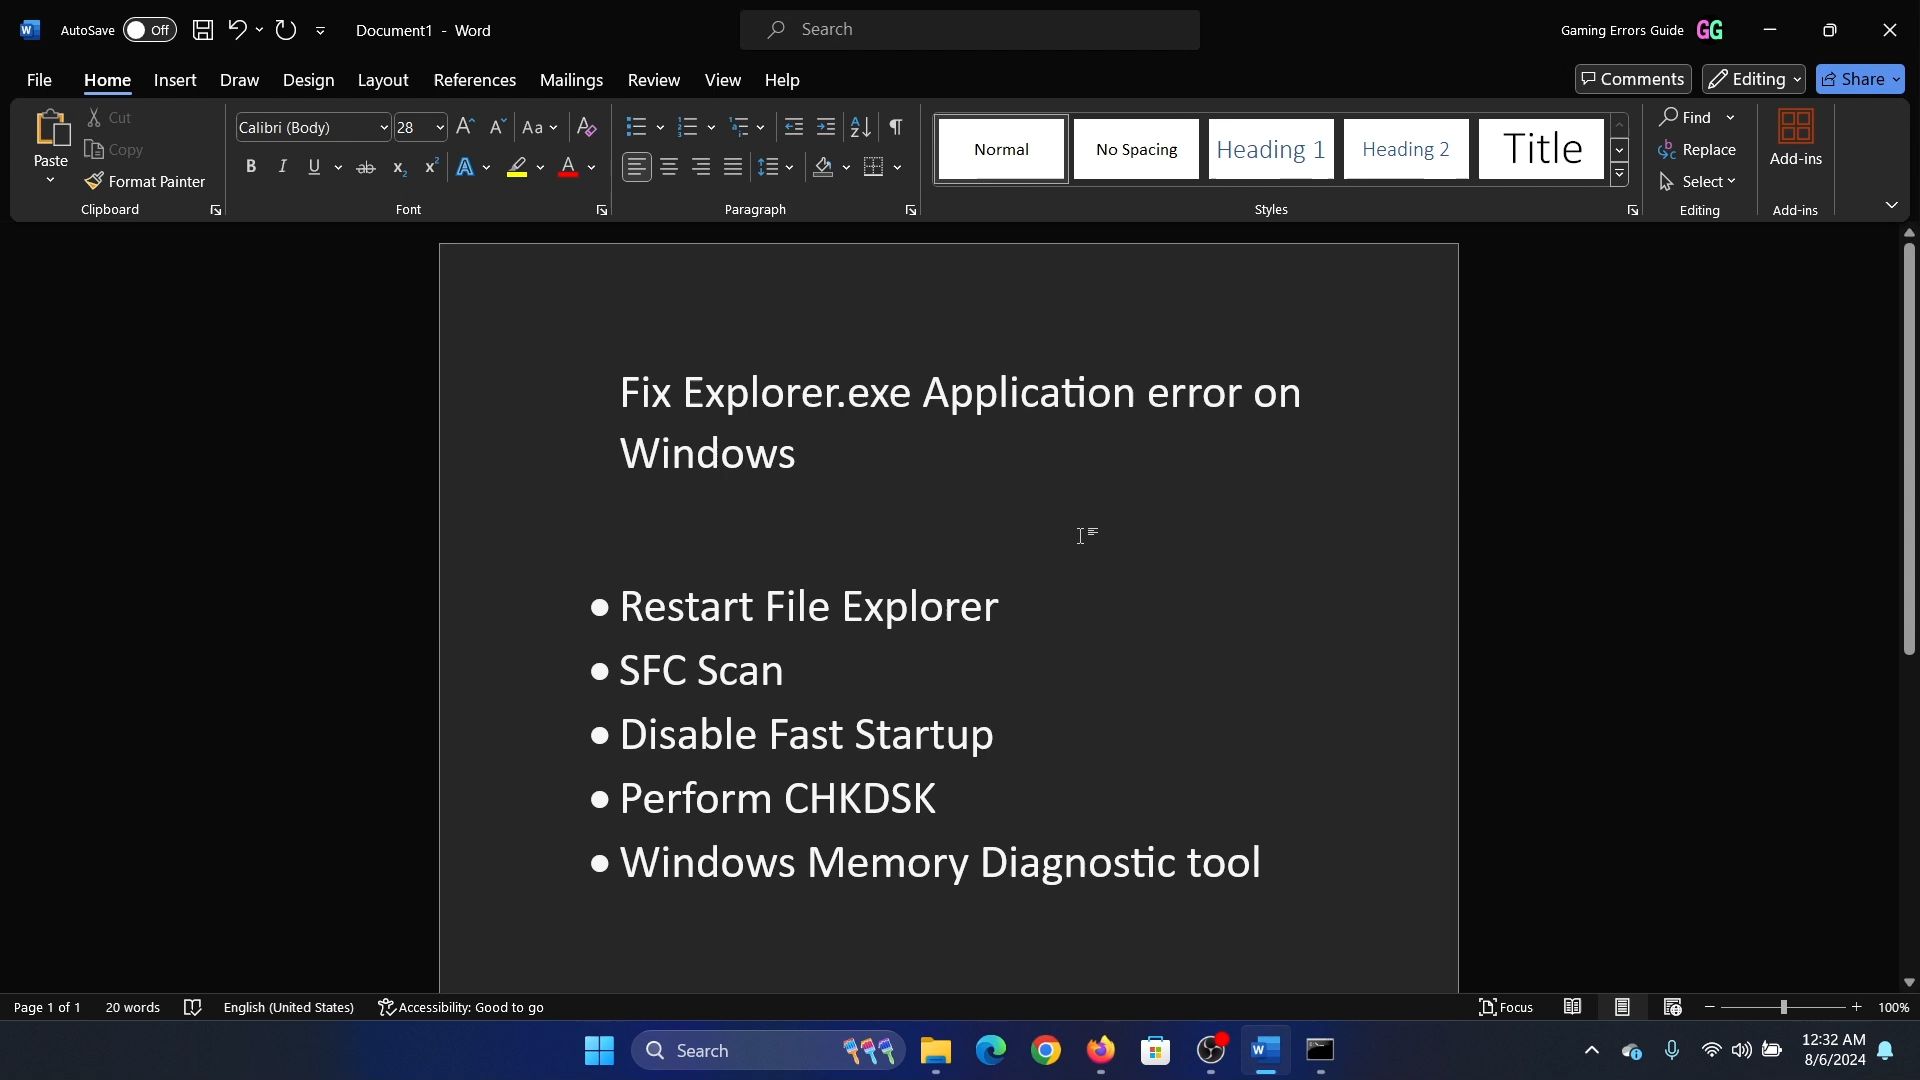 W AutoSave Off Document1 - Word Search Gaming Errors Guide GG
File Home Insert Draw Design Layout References Mailings Review View Help Comments Editing Share
Paste Cut Copy Format Painter
Clipboard
Calibri (Body) 28 A A Aa A
B I U ab x₂ x² A A
Font
A Z ¶
Paragraph
Normal No Spacing Heading 1 Heading 2 Title
Styles
Find
Replace
Select
Editing
Add-ins
Add-ins
Fix Explorer.exe Application error on
Windows
• Restart File Explorer
• SFC Scan
• Disable Fast Startup
• Perform CHKDSK
• Windows Memory Diagnostic tool
Page 1 of 1 20 words English (United States) Accessibility: Good to go Focus - + 100%
Search W 12:32 AM
8/6/2024